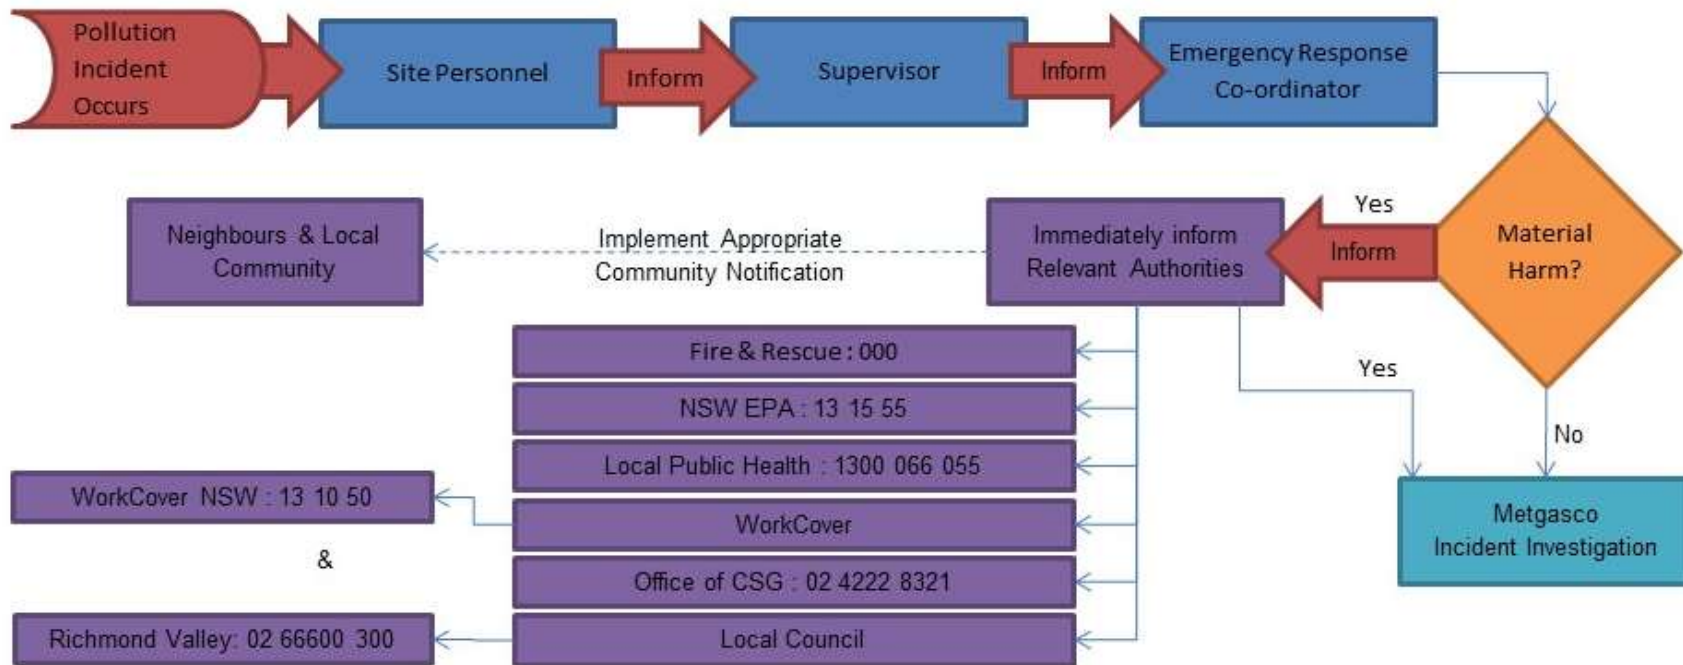 Pollution
Incident
Occurs
Site Personnel
Inform
Supervisor
Inform
Emergency Response
Co-ordinator
Material
Harm?
Yes
Inform
Immediately inform
Relevant Authorities
Implement Appropriate
Community Notification
Neighbours & Local
Community
Fire & Rescue : 000
NSW EPA : 13 15 55
Local Public Health : 1300 066 055
WorkCover
WorkCover NSW : 13 10 50
&
Office of CSG : 02 4222 8321
Local Council
Richmond Valley: 02 66600 300
Yes
No
Metgasco
Incident Investigation